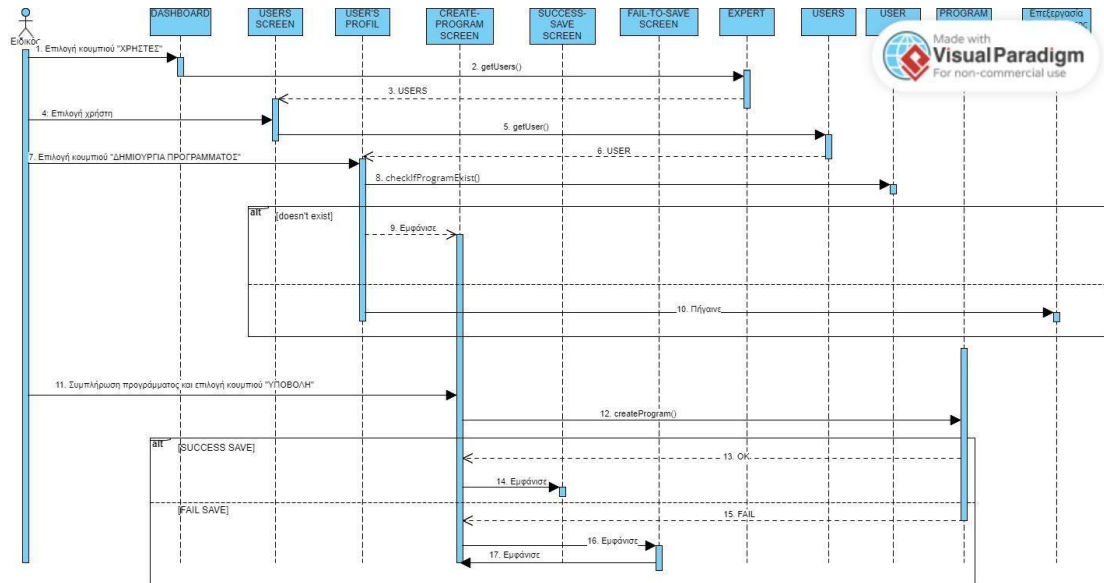 DASHBOARD
USERS
SCREEN
USER'S
PROFIL
CREATE-
PROGRAM
SCREEN
SUCCESS-
SAVE
SCREEN
FAIL-TO-SAVE
SCREEN
EXPERT
USERS
USER
PROGRAM
Επεξεργασία
Ειδικός
Made with
Visual Paradigm
For non-commercial use
1. Επιλογή κουμπιού "ΧΡΗΣΤΕΣ"
2. getUsers()
3. USERS
4: Επιλογή χρήστη
5. getUser()
6. USER
7. Επιλογή κουμπιού "ΔΗΜΙΟΥΡΓΙΑ ΠΡΟΓΡΑΜΜΑΤΟΣ"
8. checkIfProgramExist()
alt
[doesn't exist]
9. Εμφάνισε
10. Πήγαινε
11. Συμπλήρωση προγράμματος και επιλογή κουμπιού "ΥΠΟΒΟΛΗ"
12. createProgram()
alt
[SUCCESS SAVE]
13. OK
14. Εμφάνισε
[FAIL SAVE]
15. FAIL
16. Εμφάνισε
17. Εμφάνισε